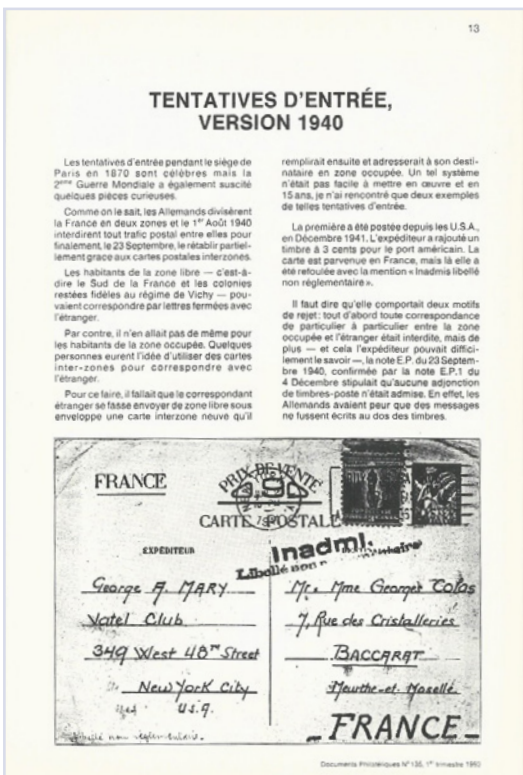 13
TENTATIVES D'ENTRÉE,
VERSION 1940
Les tentatives d'entrée pendant le siège de
Paris en 1870 sont célèbres mais la
2ème Guerre Mondiale a également suscité
quelques pièces curieuses.
Comme on le sait, les Allemands divisèrent
la France en deux zones et le 1er Août 1940
interdirent tout trafic postal entre elles pour
finalement, le 23 Septembre, le rétablir partiel-
lement grace aux cartes postales interzones.
Les habitants de la zone libre — c'est-à-
dire le Sud de la France et les colonies
restées fidèles au régime de Vichy — pou-
vaient correspondre par lettres fermées avec
l'étranger.
Par contre, il n'en allait pas de même pour
les habitants de la zone occupée. Quelques
personnes eurent l'idée d'utiliser des cartes
inter-zones pour correspondre avec
l'étranger.
Pour ce faire, il fallait que le correspondant
étranger se fasse envoyer de zone libre sous
enveloppe une carte interzone neuve qu'il
remplirait ensuite et adresserait à son desti-
nataire en zone occupée. Un tel système
n'était pas facile à mettre en œuvre et en
15 ans, je n'ai rencontré que deux exemples
de telles tentatives d'entrée.
La première a été postée depuis les U.S.A.,
en Décembre 1941. L'expéditeur a rajouté un
timbre à 3 cents pour le port américain. La
carte est parvenue en France, mais là elle a
été refoulée avec la mention « Inadmis libellé
non réglementaire ».
Il faut dire qu'elle comportait deux motifs
de rejet : tout d'abord toute correspondance
de particulier à particulier entre la zone
occupée et l'étranger était interdite, mais de
plus — et cela l'expéditeur pouvait diffici-
lement le savoir —, la note E.P. du 23 Septem-
bre 1940, confirmée par la note E.P.1 du
4 Décembre stipulait qu'aucune adjonction
de timbres-poste n'était admise. En effet, les
Allemands avaient peur que des messages
ne fussent écrits au dos des timbres.
FRANCE
PRIX DE VENTE
CARTE POSTALE
EXPÉDITEUR
Inadmis
Libellé non
George A. MARY
Vatel Club
349 West 48th Street
New York City
U.S.A.
Libellé non réglementaire.
Mr. Mme Georges Colas
7, Rue des Cristalleries
BACCARAT
Meurthe-et-Moselle
FRANCE
Documents Philatéliques N° 135, 1er trimestre 1993